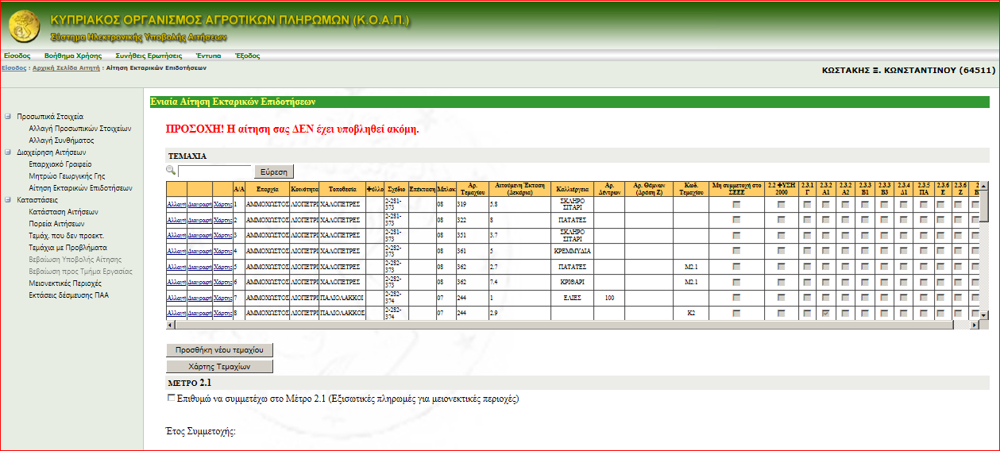 ΚΥΠΡΙΑΚΟΣ ΟΡΓΑΝΙΣΜΟΣ ΑΓΡΟΤΙΚΩΝ ΠΛΗΡΩΜΩΝ (Κ.Ο.Α.Π.)
Σύστημα Ηλεκτρονικής Υποβολής Αιτήσεων
Είσοδος Βοήθημα Χρήσης Συνήθεις Ερωτήσεις Έντυπα Έξοδος
Είσοδος : Αρχική Σελίδα Αιτητή : Αίτηση Εκταρικών Επιδοτήσεων
ΚΩΣΤΑΚΗΣ Ξ. ΚΩΝΣΤΑΝΤΙΝΟΥ (64511)
Προσωπικά Στοιχεία
Αλλαγή Προσωπικών Στοιχείων
Αλλαγή Συνθήματος
Διαχείρηση Αιτήσεων
Επαρχιακό Γραφείο
Μητρώο Γεωργικής Γης
Αίτηση Εκταρικών Επιδοτήσεων
Καταστάσεις
Κατάσταση Αιτήσεων
Πορεία Αιτήσεων
Τεμάχ. που δεν προεκτ.
Τεμάχια με Προβλήματα
Βεβαίωση Υποβολής Αίτησης
Βεβαίωση προς Τμήμα Εργασίας
Μειονεκτικές Περιοχές
Εκτάσεις δέσμευσης ΠΑΑ
Ενιαία Αίτηση Εκταρικών Επιδοτήσεων
ΠΡΟΣΟΧΗ! Η αίτηση σας ΔΕΝ έχει υποβληθεί ακόμη.
ΤΕΜΑΧΙΑ
Εύρεση
Α/Α Επαρχία Κοινότητα Τοποθεσία Φύλλο Σχέδιο Επέκταση Μπλοκ Αρ. Τεμαχίου Αιτούμενη Έκταση (Δεκάρια) Καλλιέργεια Αρ. Δέντρων Αρ. Θάμνων (Δράση Ζ) Κωδ. Τεμαχίου Μη συμμετοχή στο ΣΕΕΕ 2.2 ΦΥΣΗ 2000 2.3.1 Γ 2.3.2 Α1 2.3.2 Α2 2.3.3 Β1 2.3.3 Β3 2.3.4 Δ1 2.3.5 ΠΑ 2.3.6 Ε 2.3.6 Ζ
Αλλαγή Διαγραφή Χάρτης 1 ΑΜΜΟΧΩΣΤΟΣ ΛΙΟΠΕΤΡΙ ΧΑΛΟΠΕΤΡΕΣ 2-281-373 08 319 5.8 ΣΚΛΗΡΟ ΣΙΤΑΡΙ
Αλλαγή Διαγραφή Χάρτης 2 ΑΜΜΟΧΩΣΤΟΣ ΛΙΟΠΕΤΡΙ ΧΑΛΟΠΕΤΡΕΣ 2-281-373 08 322 8 ΠΑΤΑΤΕΣ
Αλλαγή Διαγραφή Χάρτης 3 ΑΜΜΟΧΩΣΤΟΣ ΛΙΟΠΕΤΡΙ ΧΑΛΟΠΕΤΡΕΣ 2-281-373 08 351 3.7 ΣΚΛΗΡΟ ΣΙΤΑΡΙ
Αλλαγή Διαγραφή Χάρτης 4 ΑΜΜΟΧΩΣΤΟΣ ΛΙΟΠΕΤΡΙ ΧΑΛΟΠΕΤΡΕΣ 2-281-373 08 361 5 ΚΡΕΜΜΥΔΙΑ
Αλλαγή Διαγραφή Χάρτης 5 ΑΜΜΟΧΩΣΤΟΣ ΛΙΟΠΕΤΡΙ ΧΑΛΟΠΕΤΡΕΣ 2-282-373 08 362 2.7 ΠΑΤΑΤΕΣ Μ2.1
Αλλαγή Διαγραφή Χάρτης 6 ΑΜΜΟΧΩΣΤΟΣ ΛΙΟΠΕΤΡΙ ΧΑΛΟΠΕΤΡΕΣ 2-282-373 08 362 7.4 ΚΡΙΘΑΡΙ Μ2.1
Αλλαγή Διαγραφή Χάρτης 7 ΑΜΜΟΧΩΣΤΟΣ ΛΙΟΠΕΤΡΙ ΠΑΛΙΟΛΑΚΚΟΙ 2-282-374 07 244 1 ΕΛΙΕΣ 100
Αλλαγή Διαγραφή Χάρτης 8 ΑΜΜΟΧΩΣΤΟΣ ΛΙΟΠΕΤΡΙ ΠΑΛΙΟΛΑΚΚΟΣ 2-282-374 07 244 2.9 Κ2
Προσθήκη νέου τεμαχίου
Χάρτης Τεμαχίων
ΜΕΤΡΟ 2.1
Επιθυμώ να συμμετέχω στο Μέτρο 2.1 (Εξισωτικές πληρωμές για μειονεκτικές περιοχές)
Έτος Συμμετοχής: